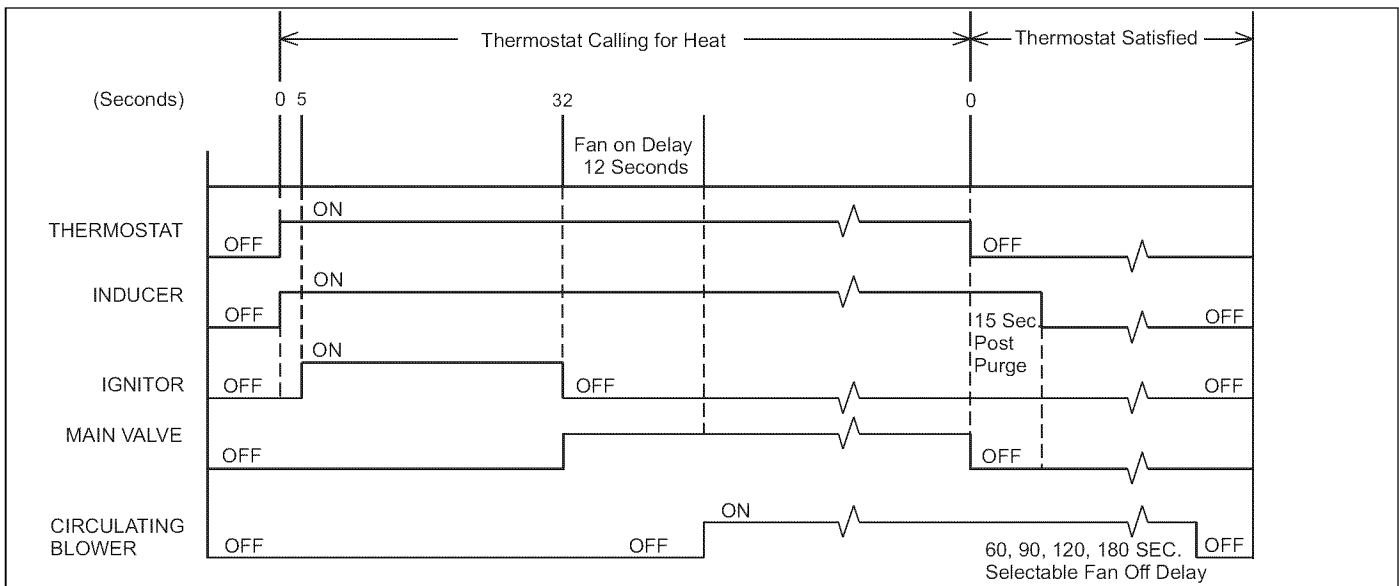 Thermostat Calling for Heat
Thermostat Satisfied
(Seconds)
0 5
32
0
Fan on Delay
12 Seconds
THERMOSTAT
OFF
ON
OFF
INDUCER
OFF
ON
OFF
15 Sec.
Post
Purge
IGNITOR
OFF
ON
OFF
OFF
MAIN VALVE
OFF
OFF
CIRCULATING
BLOWER
OFF
OFF
ON
OFF
60, 90, 120, 180 SEC.
Selectable Fan Off Delay